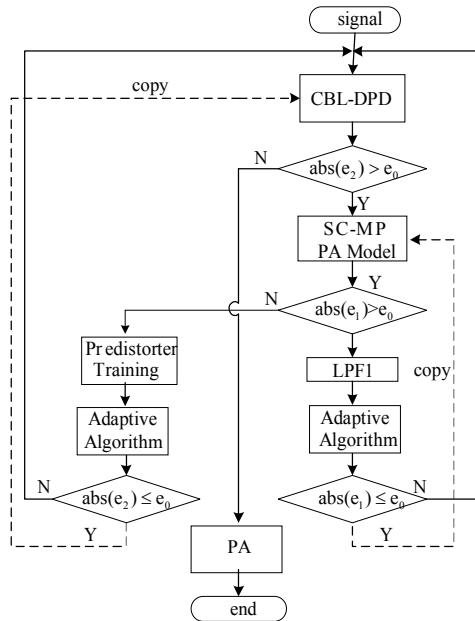 signal
copy
CBL-DPD
N
abs(e₂) > e₀
Y
SC-MP
PA Model
Y
N
abs(e₁)>e₀
Predistorter
Training
LPF1
copy
Adaptive
Algorithm
Adaptive
Algorithm
N
abs(e₂) ≤ e₀
abs(e₁) ≤ e₀
N
Y
Y
PA
end